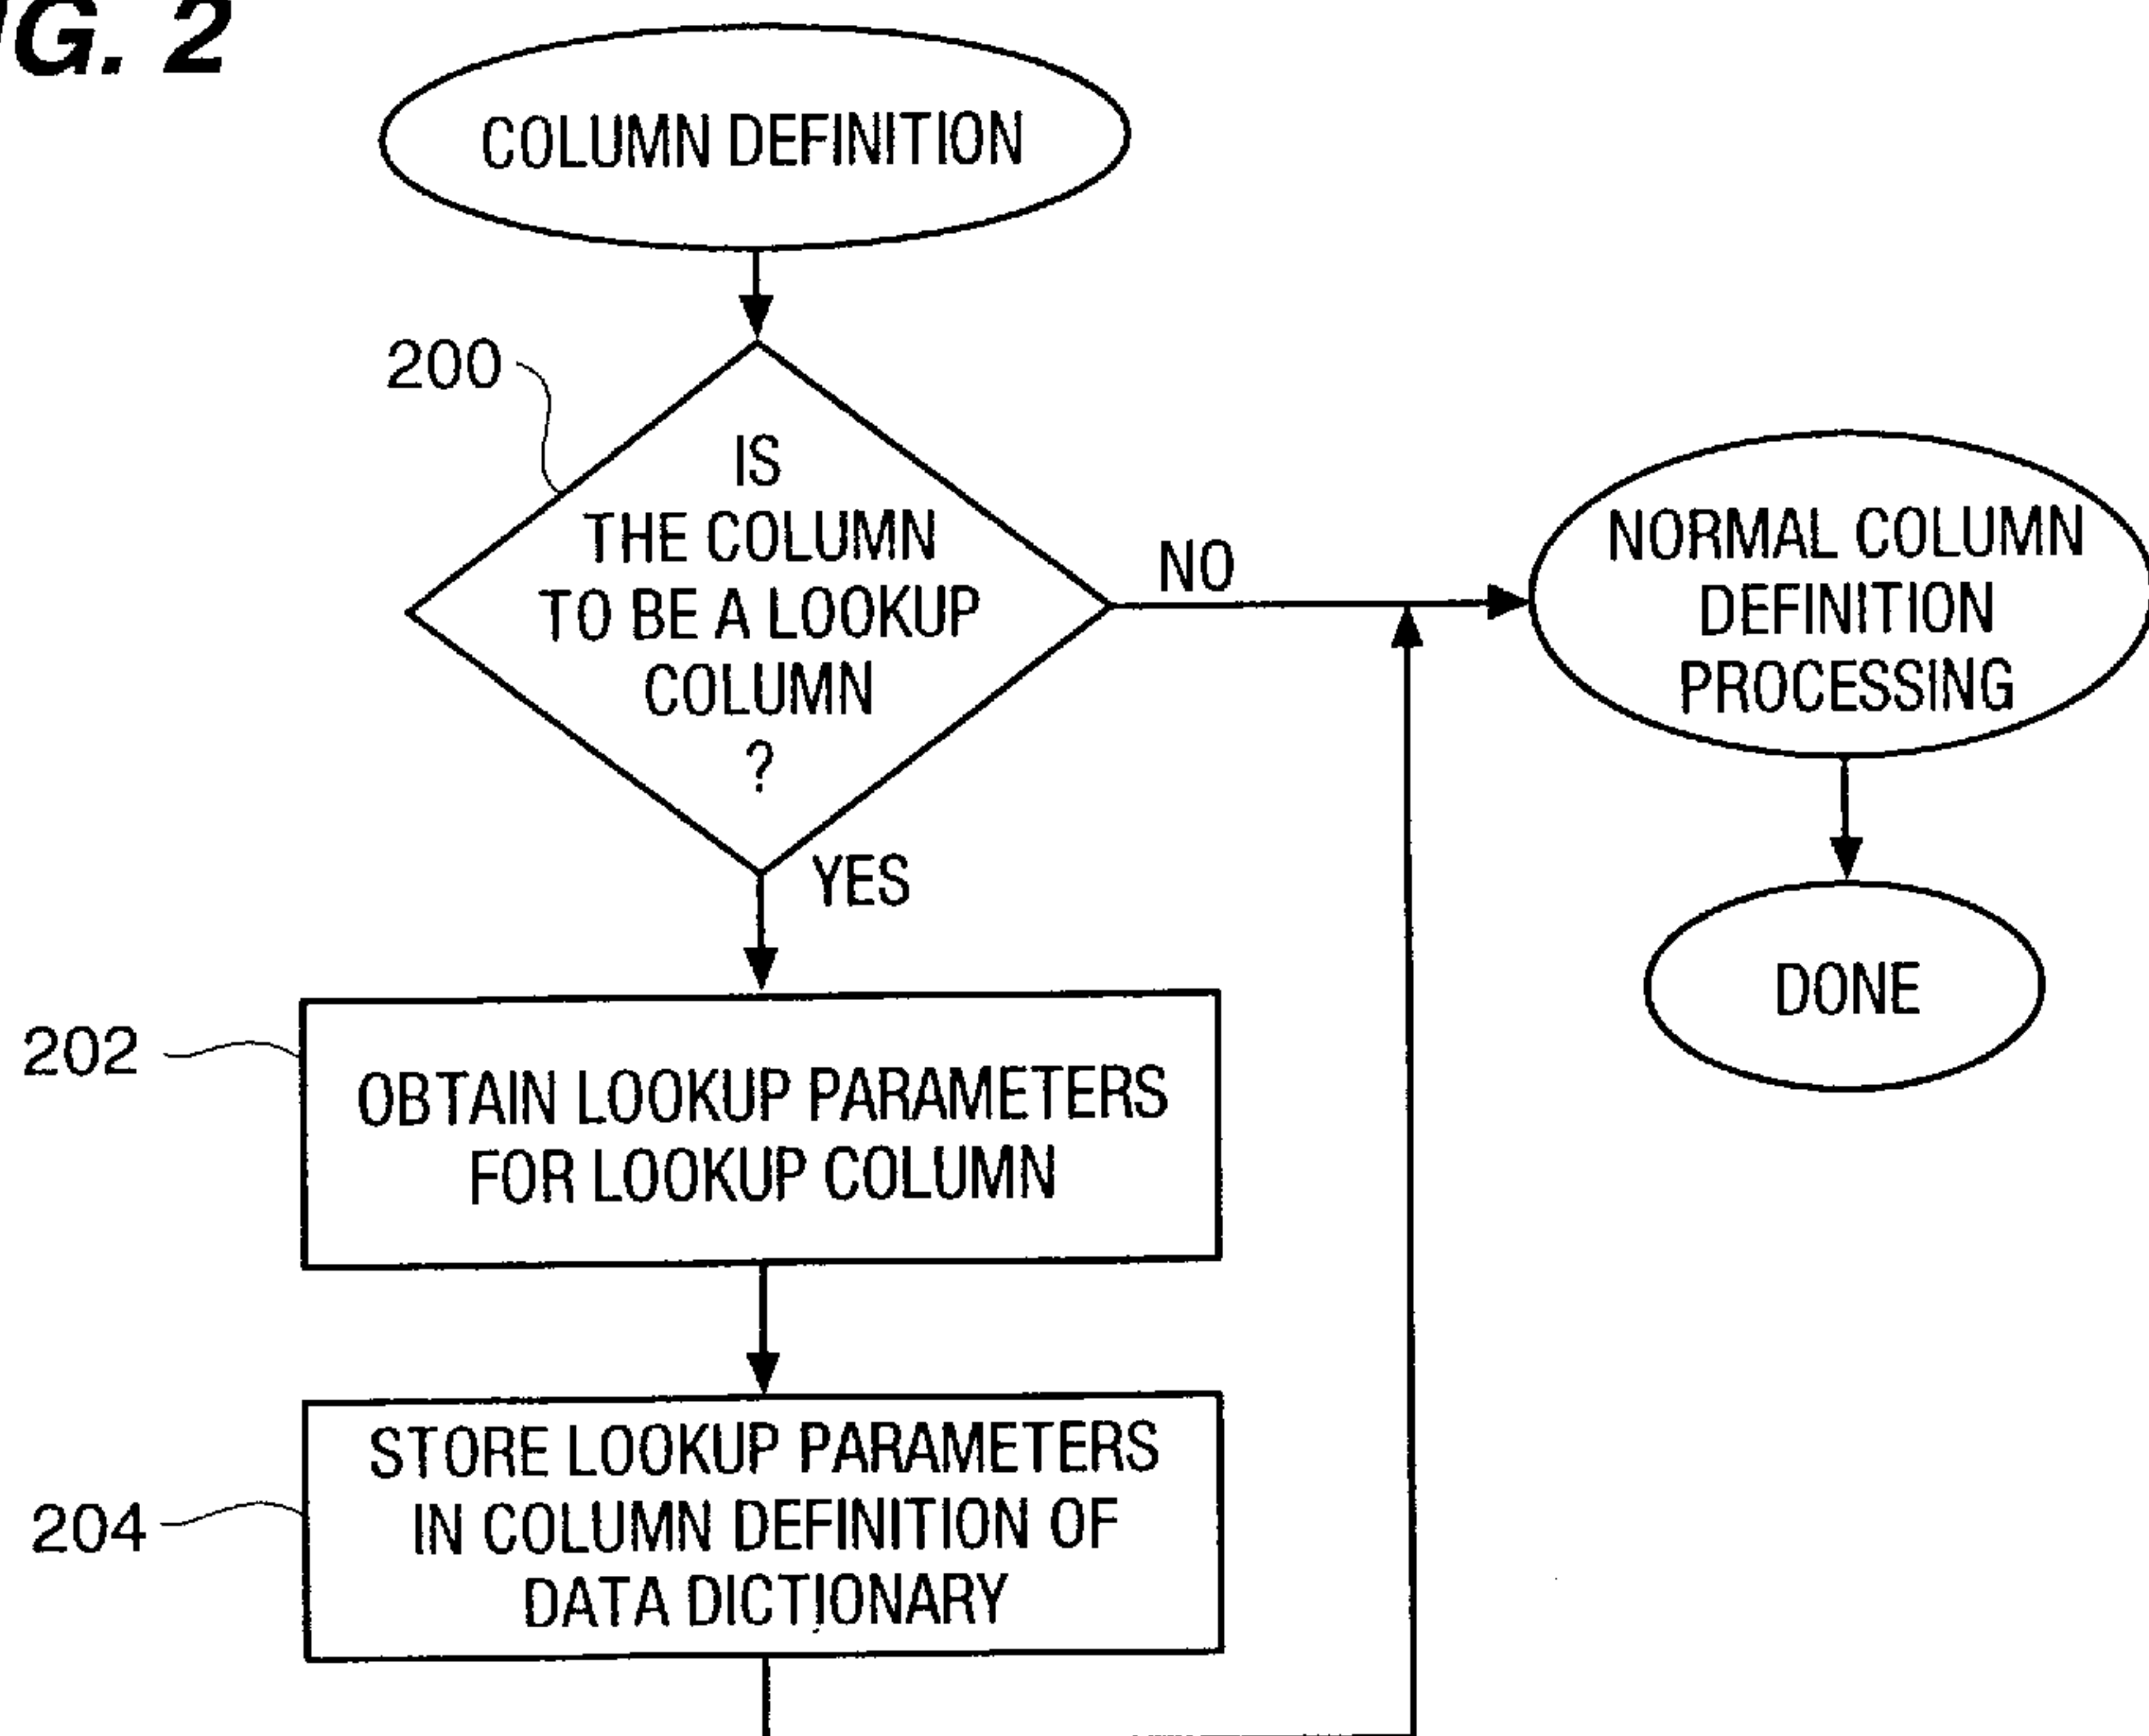 G. 2
COLUMN DEFINITION
200
IS
THE COLUMN
TO BE A LOOKUP
COLUMN
?
NO
NORMAL COLUMN
DEFINITION
PROCESSING
YES
DONE
202
OBTAIN LOOKUP PARAMETERS
FOR LOOKUP COLUMN
204
STORE LOOKUP PARAMETERS
IN COLUMN DEFINITION OF
DATA DICTIONARY